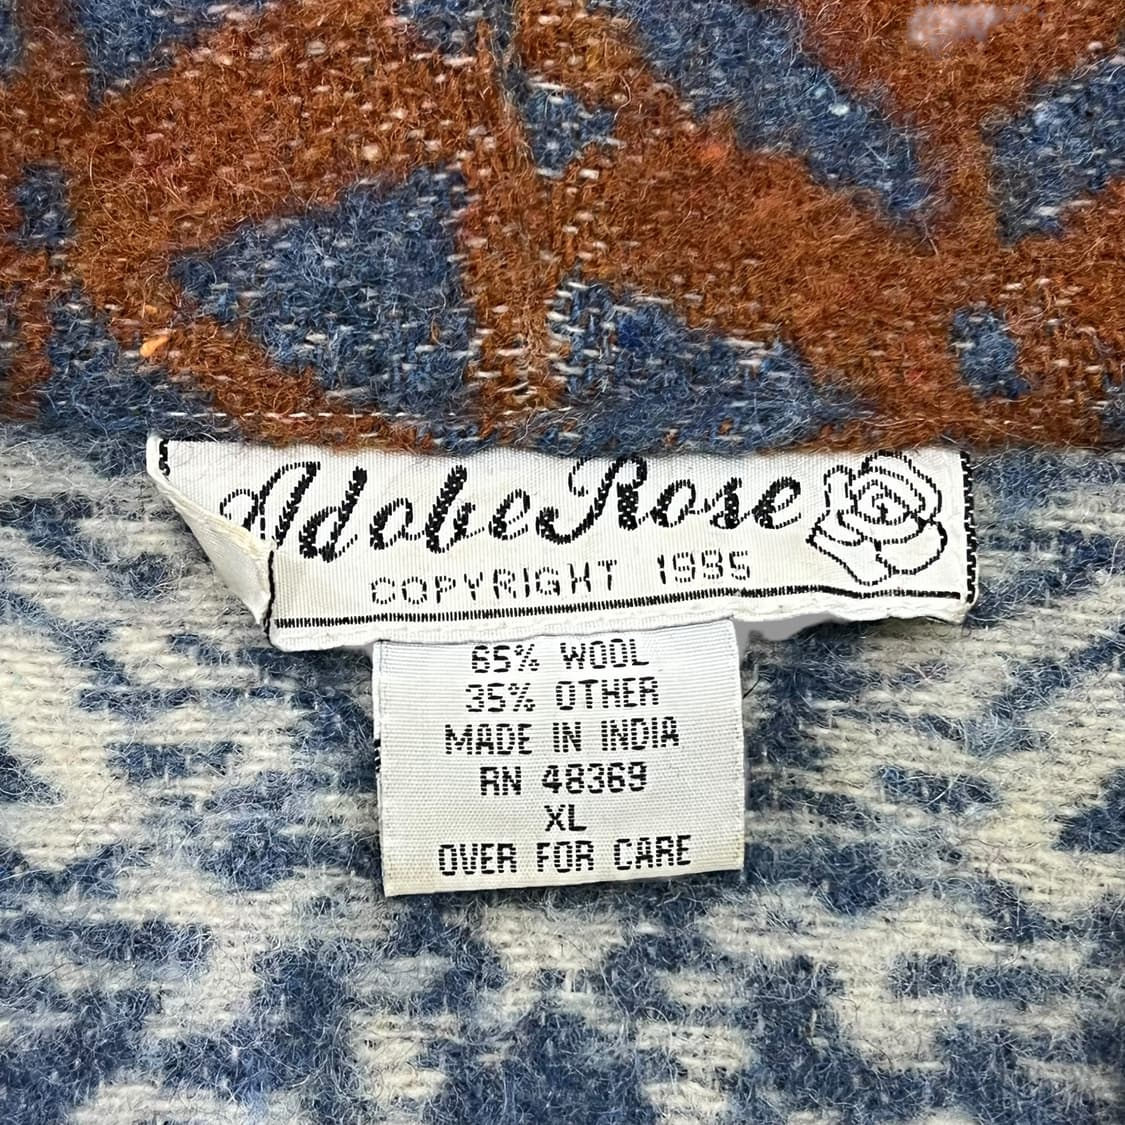 Adobe Rose
COPYRIGHT 1995
65% WOOL
35% OTHER
MADE IN INDIA
RN 48369
XL
OVER FOR CARE